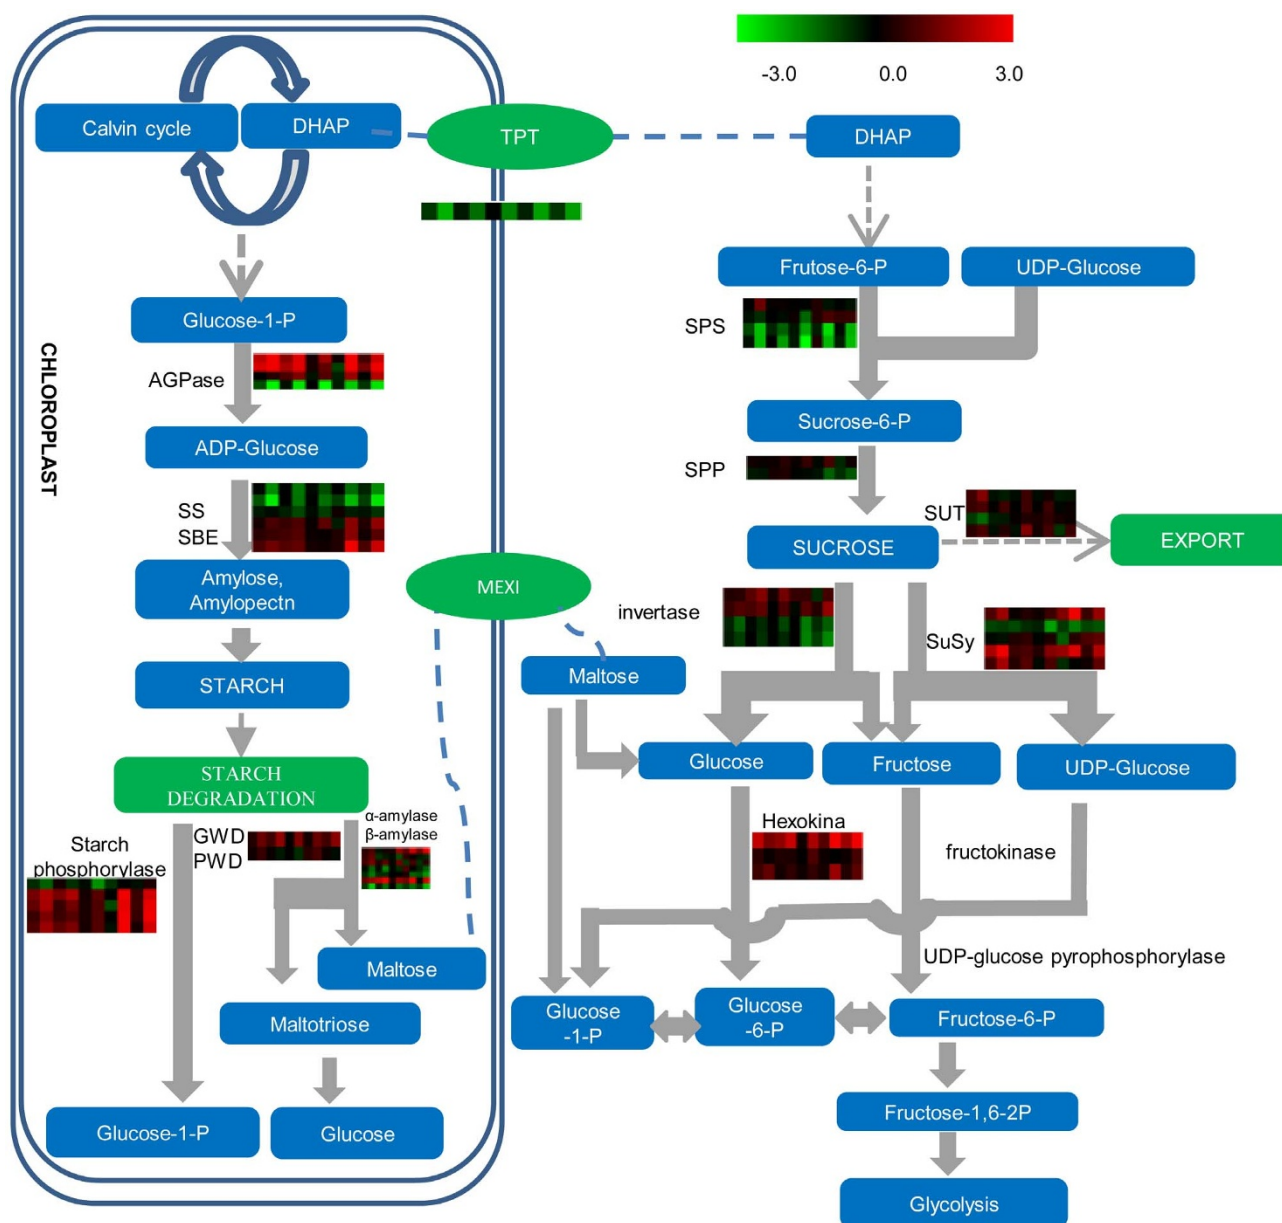 -3.0 0.0 3.0
Calvin cycle
DHAP
TPT
DHAP
Frutose-6-P
UDP-Glucose
Glucose-1-P
SPS
CHLOROPLAST
AGPase
Sucrose-6-P
ADP-Glucose
SPP
SS
SBE
SUT
SUCROSE
EXPORT
Amylose,
Amylopectn
MEXI
invertase
SuSy
Maltose
STARCH
Glucose
Fructose
UDP-Glucose
STARCH
DEGRADATION
α-amylase
β-amylase
GWD
PWD
Starch
phosphorylase
Hexokina
fructokinase
Maltose
UDP-glucose pyrophosphorylase
Maltotriose
Glucose
-1-P
Glucose
-6-P
Fructose-6-P
Glucose-1-P
Glucose
Fructose-1,6-2P
Glycolysis